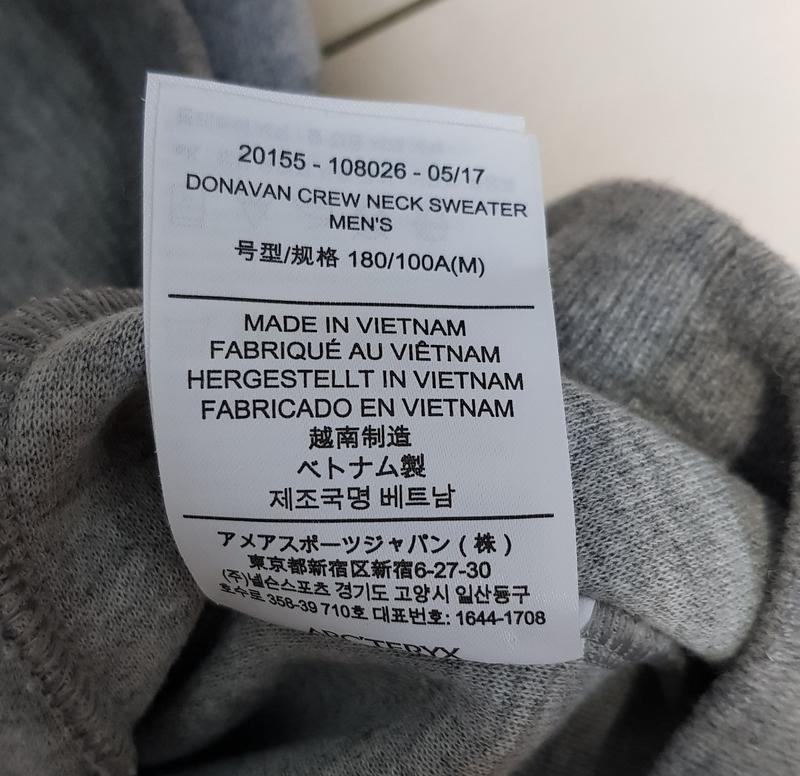 20155 - 108026 - 05/17
DONAVAN CREW NECK SWEATER
MEN'S
号型/规格 180/100A(M)
MADE IN VIETNAM
FABRIQUÉ AU VIÊTNAM
HERGESTELLT IN VIETNAM
FABRICADO EN VIETNAM
越南制造
ベトナム製
제조국명 베트남
アメアスポーツジャパン ( 株 )
東京都新宿区新宿6-27-30
(주)넬슨스포츠 경기도 고양시 일산동구
호수로 358-39 710호 대표번호: 1644-1708
ARC'TERYX